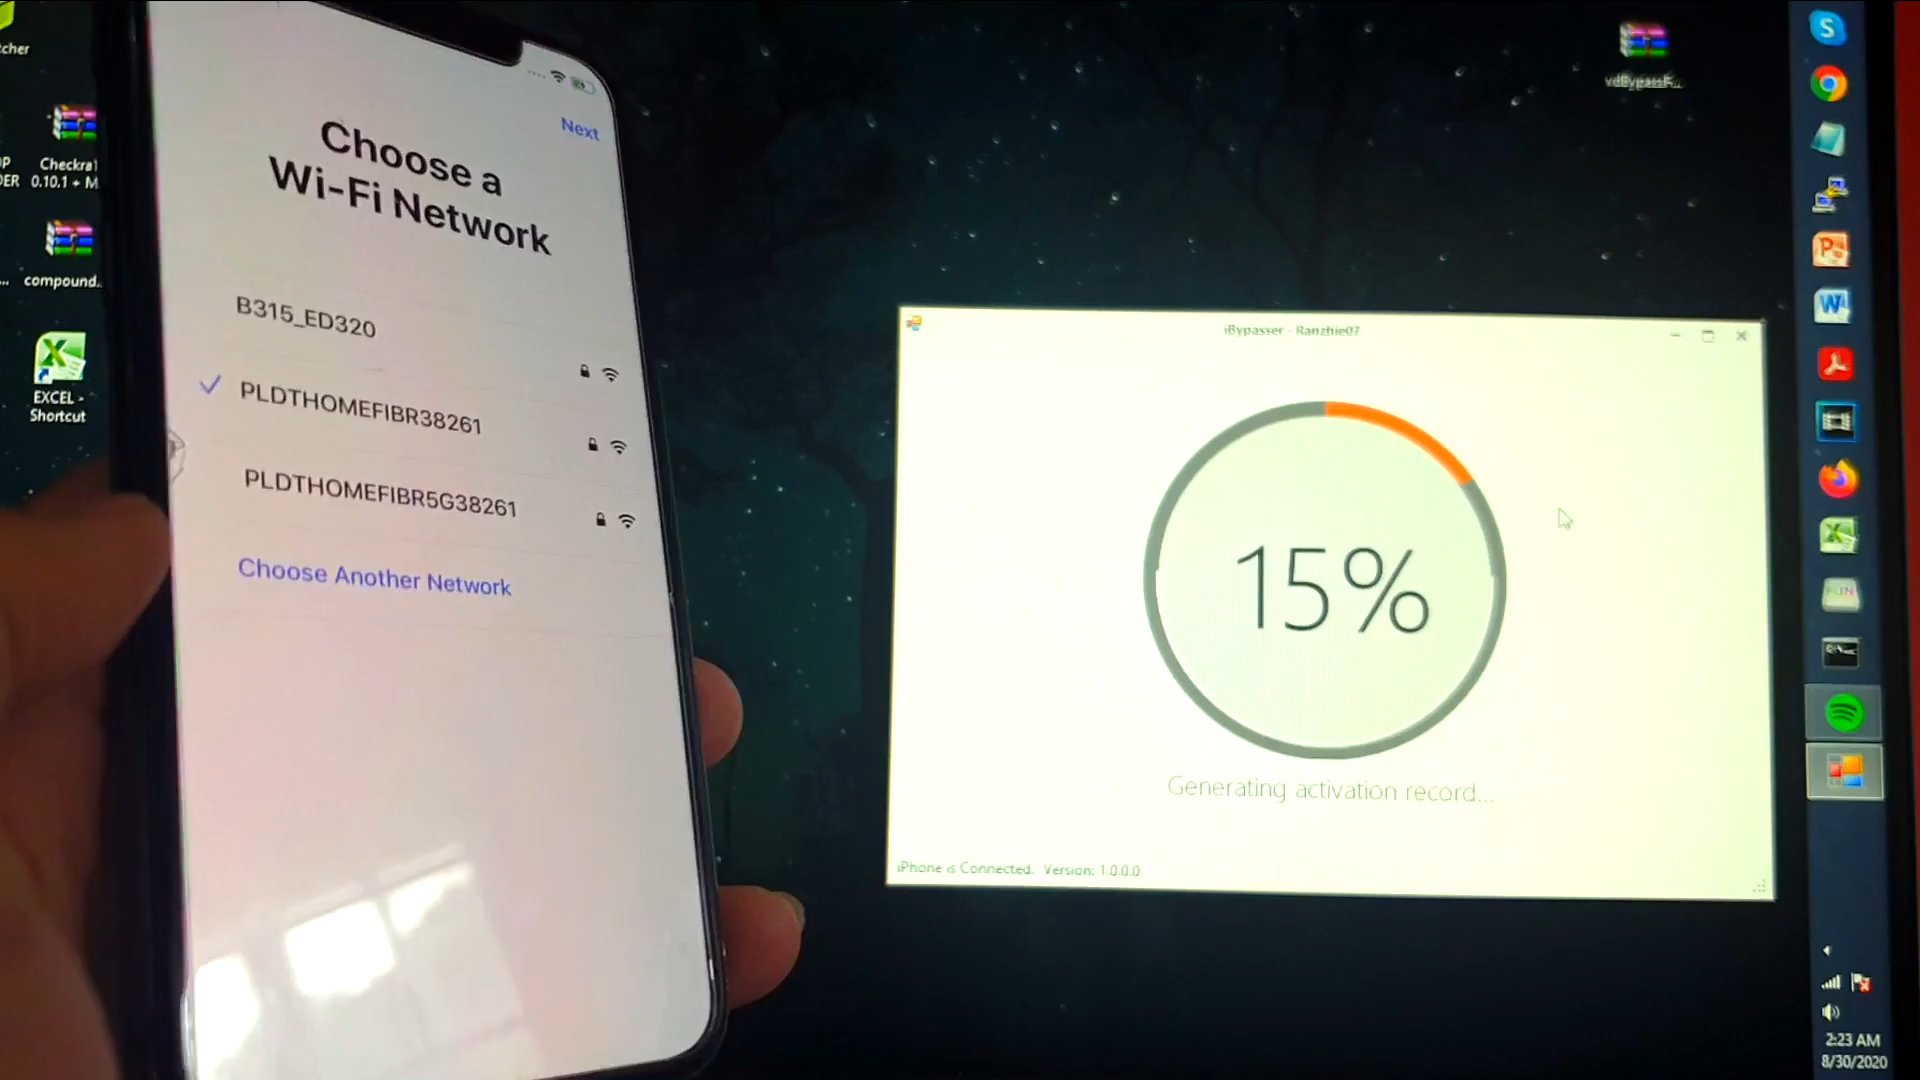 Next
Choose a
Wi-Fi Network
B315_ED320
PLDTHOMEFIBR38261
PLDTHOMEFIBR5G38261
Choose Another Network
cher
Checkra1
0.10.1 + M
compound...
EXCEL -
Shortcut
iBypasser - Ranzhie07
15%
Generating activation record...
iPhone is Connected. Version: 1.0.0.0
2:23 AM
8/30/2020